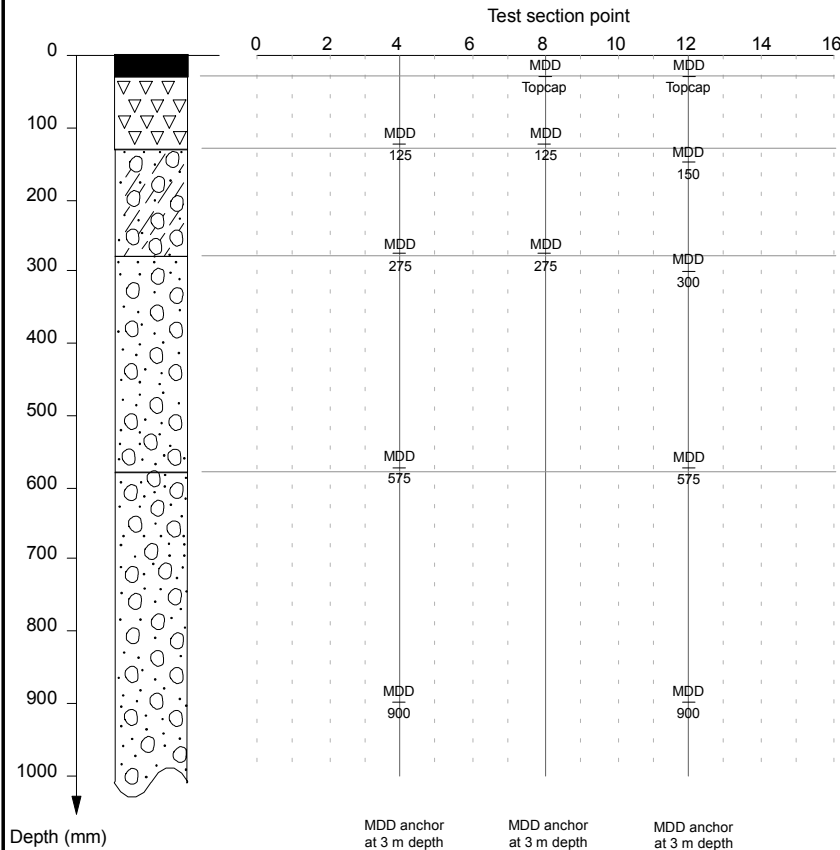 Test section point
0 2 4 6 8 10 12 14 16
0
MDD MDD
Topcap Topcap
100
MDD MDD
125 125
MDD
150
200
MDD MDD
275 275
MDD
300
300
400
500
MDD MDD
575 575
600
700
800
MDD MDD
900
900 900
1000
Depth (mm)
MDD anchor MDD anchor MDD anchor
at 3 m depth at 3 m depth at 3 m depth